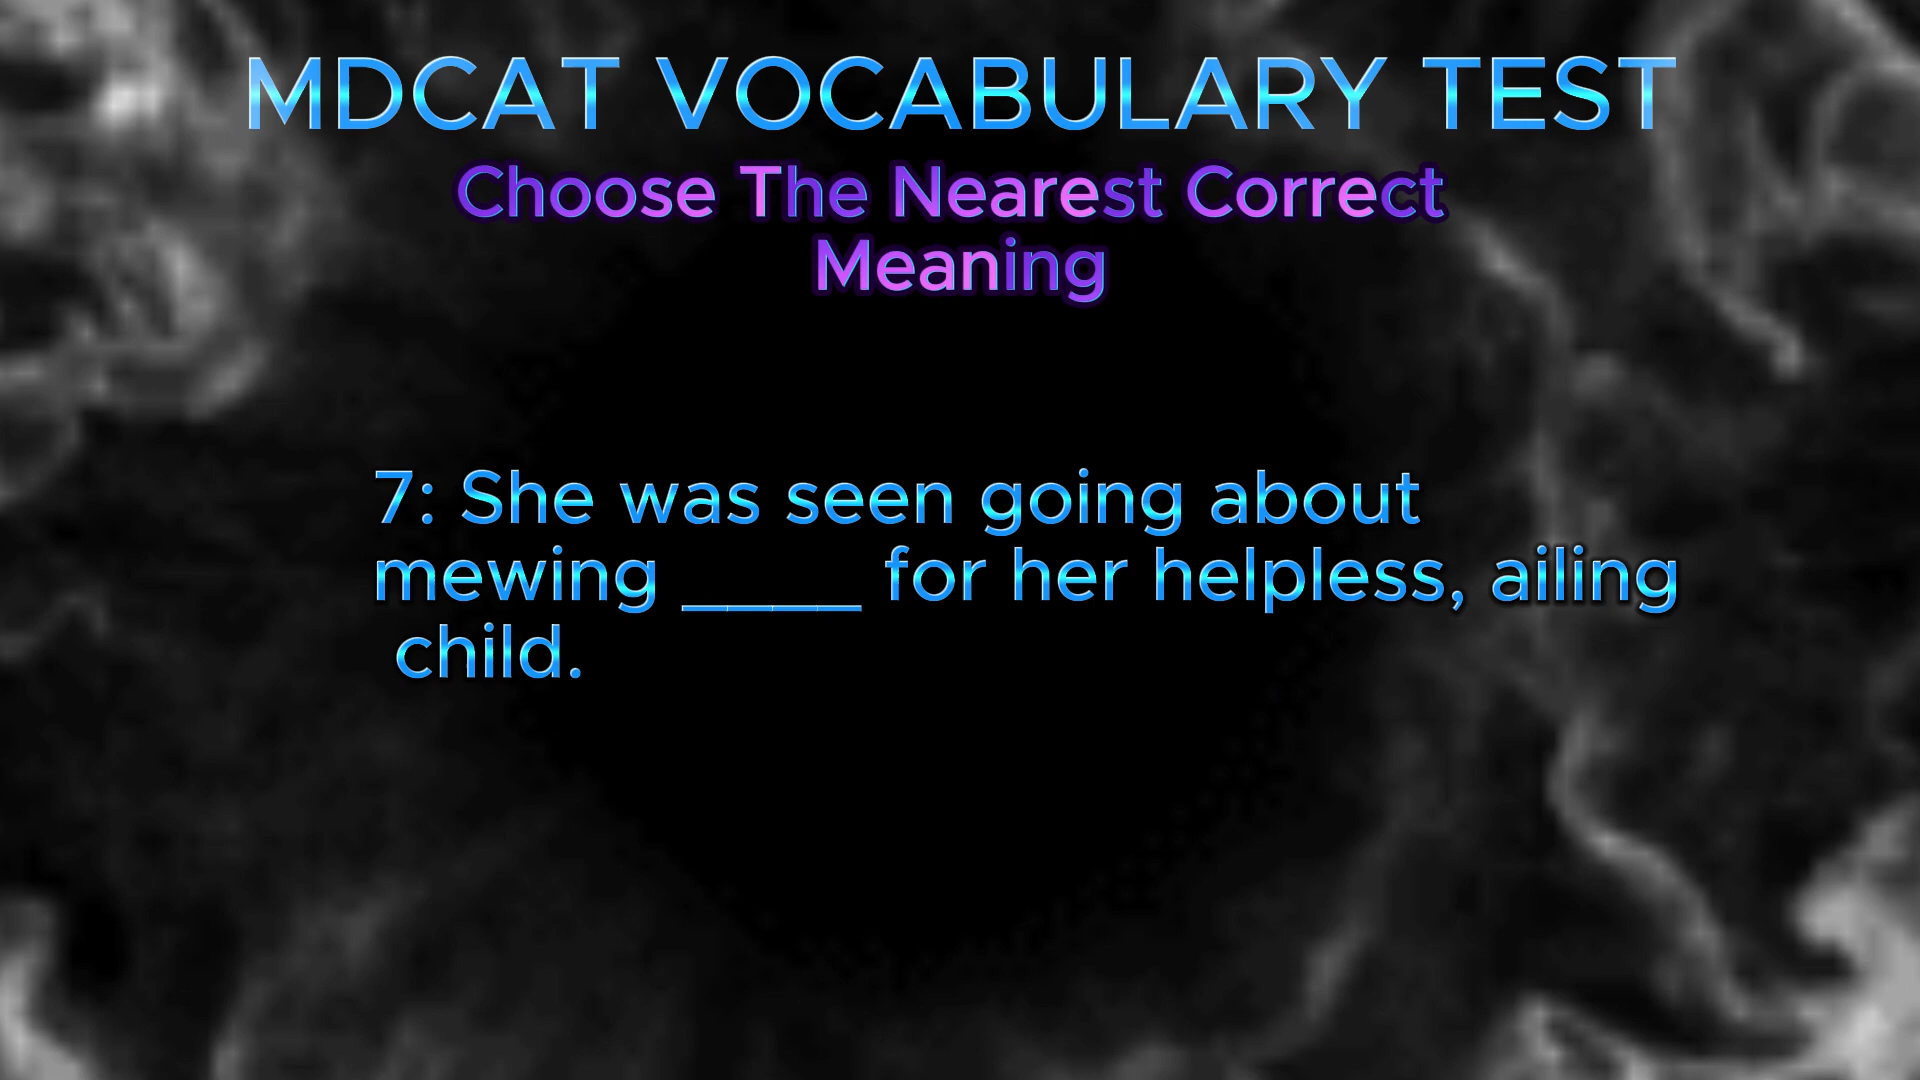 MDCAT VOCABULARY TEST
Choose The Nearest Correct
Meaning
7: She was seen going about
mewing ____ for her helpless, ailing
child.